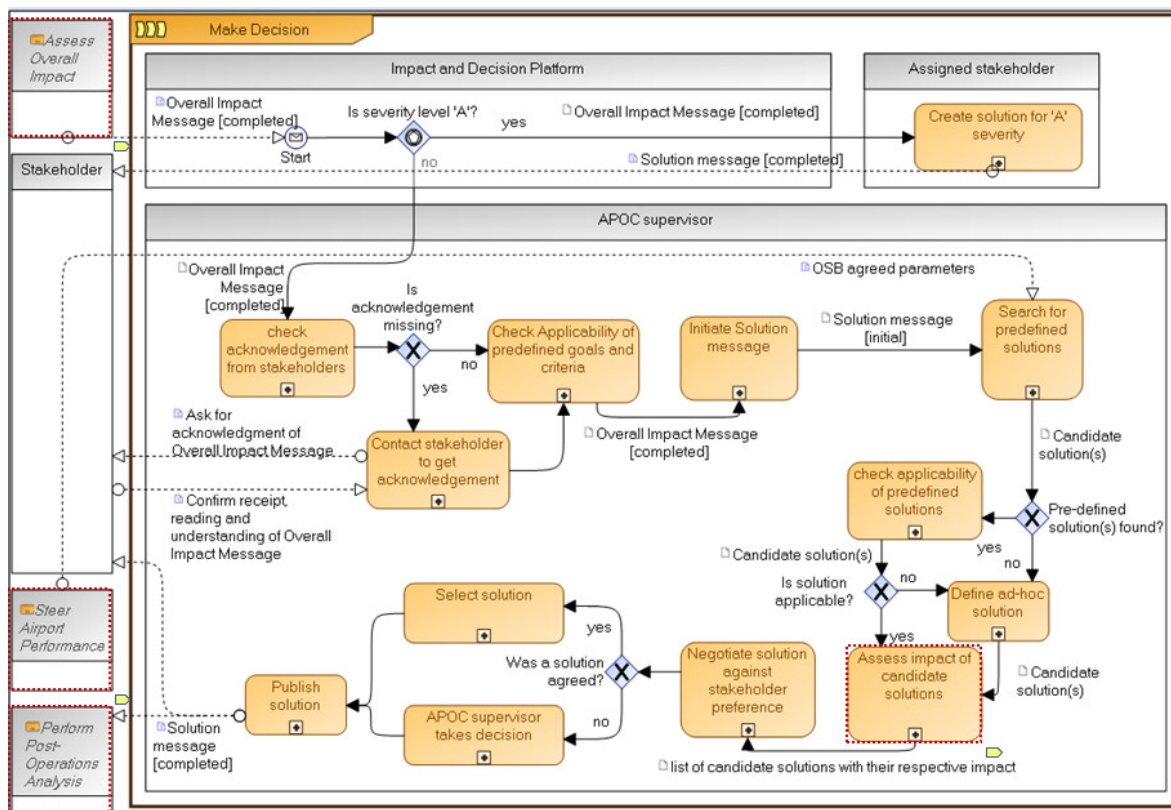 Assess
Overall
Impact
Make Decision
Impact and Decision Platform
Assigned stakeholder
Overall Impact
Message [completed]
Start
Is severity level 'A'?
yes
no
Overall Impact Message [completed]
Solution message [completed]
Create solution for 'A'
severity
Stakeholder
APOC supervisor
Overall Impact
Message
[completed]
OSB agreed parameters
check
acknowledgement
from stakeholders
Is
acknowledgement
missing?
no
yes
Check Applicability of
predefined goals and
criteria
Initiate Solution
message
Solution message
[initial]
Search for
predefined
solutions
Ask for
acknowledgment of
Overall Impact Message
Contact stakeholder
to get
acknowledgement
Overall Impact Message
[completed]
Candidate
solution(s)
Confirm receipt,
reading and
understanding of Overall
Impact Message
check applicability
of predefined
solutions
Pre-defined
solution(s) found?
yes
no
Candidate solution(s)
Is solution
applicable?
no
yes
Define ad-hoc
solution
Candidate
solution(s)
Assess impact of
candidate
solutions
Negotiate solution
against
stakeholder
preference
list of candidate solutions with their respective impact
Was a solution
agreed?
yes
no
Select solution
APOC supervisor
takes decision
Publish
solution
Solution
message
[completed]
Steer
Airport
Performance
Perform
Post-
Operations
Analysis